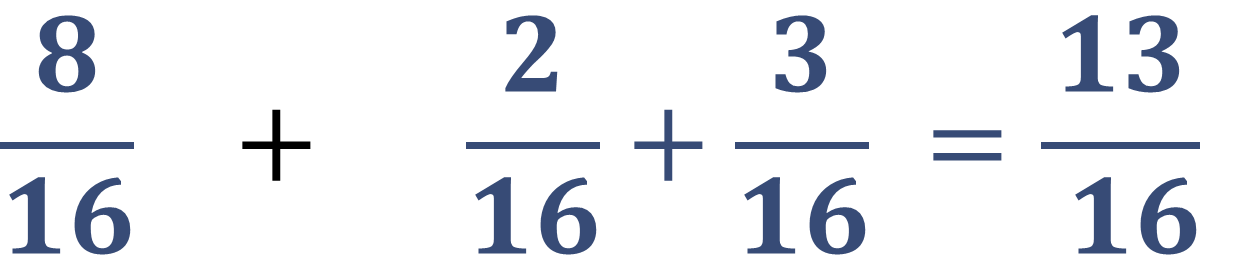 8/16 + 2/16 + 3/16 = 13/16